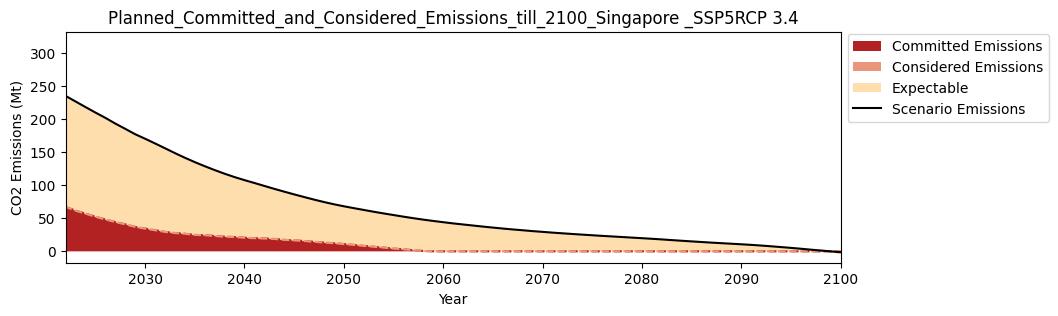 Planned_Committed_and_Considered_Emissions_till_2100_Singapore _SSP5RCP 3.4
300
250
200
150
100
50
0
CO2 Emissions (Mt)
2030 2040 2050 2060 2070 2080 2090 2100
Year
Committed Emissions
Considered Emissions
Expectable
Scenario Emissions